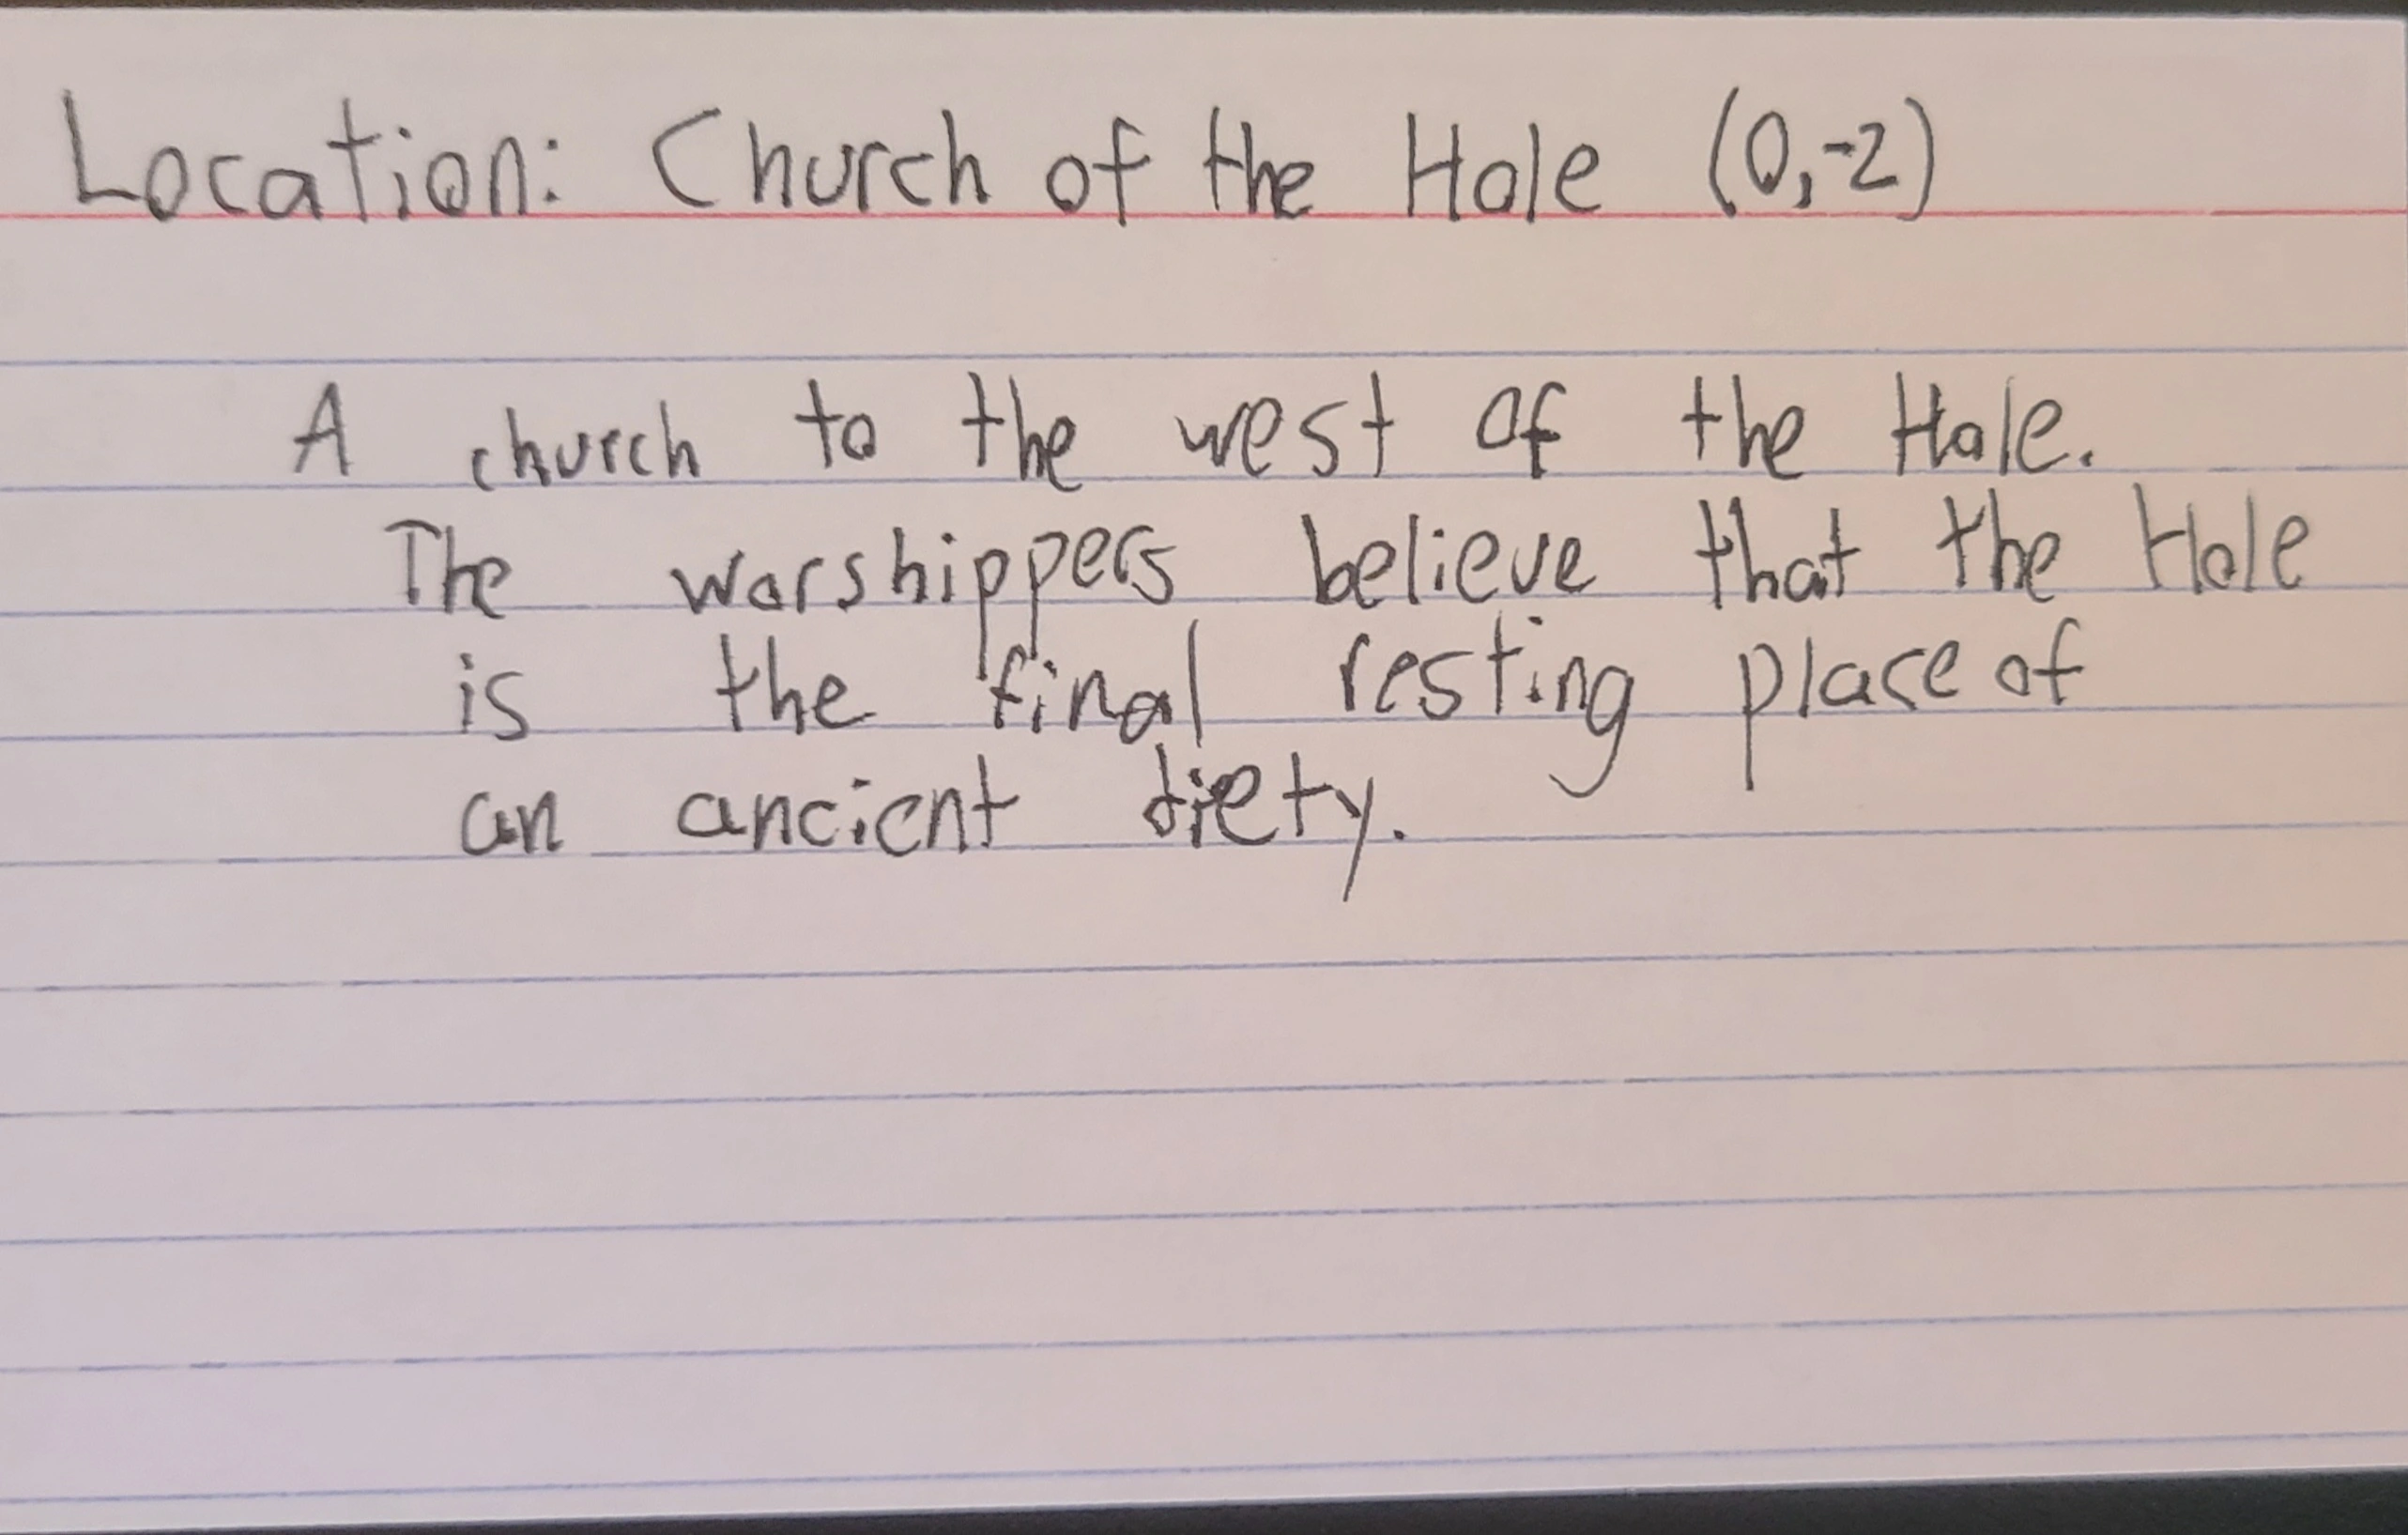 Location: Church of the Hole (0,-2)
A church to the west of the Hole.
The worshippers believe that the Hole
is the final resting place of
an ancient diety.